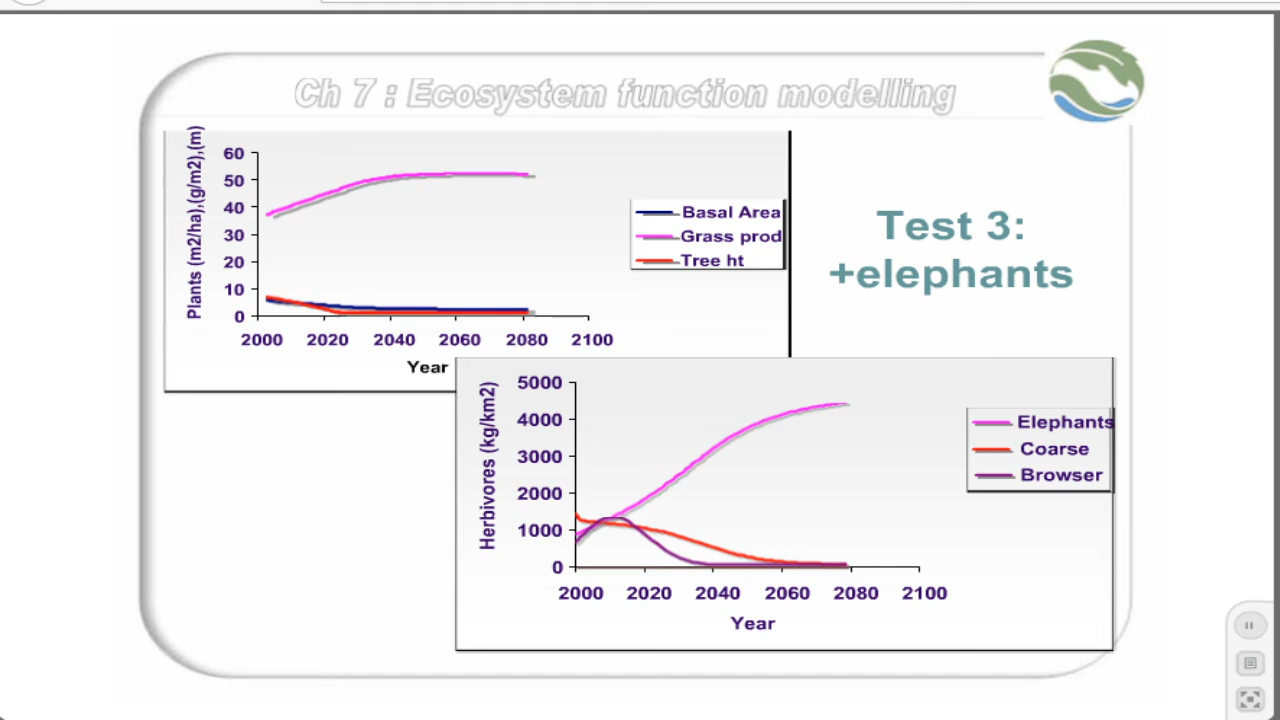 Ch 7 : Ecosystem function modelling
Plants (m2/ha),(g/m2),(m)
60
50
40
30
20
10
0
2000 2020 2040 2060 2080 2100
Year
Basal Area
Grass prod
Tree ht
Test 3:
+elephants
Herbivores (kg/km2)
5000
4000
3000
2000
1000
0
2000 2020 2040 2060 2080 2100
Year
Elephants
Coarse
Browser